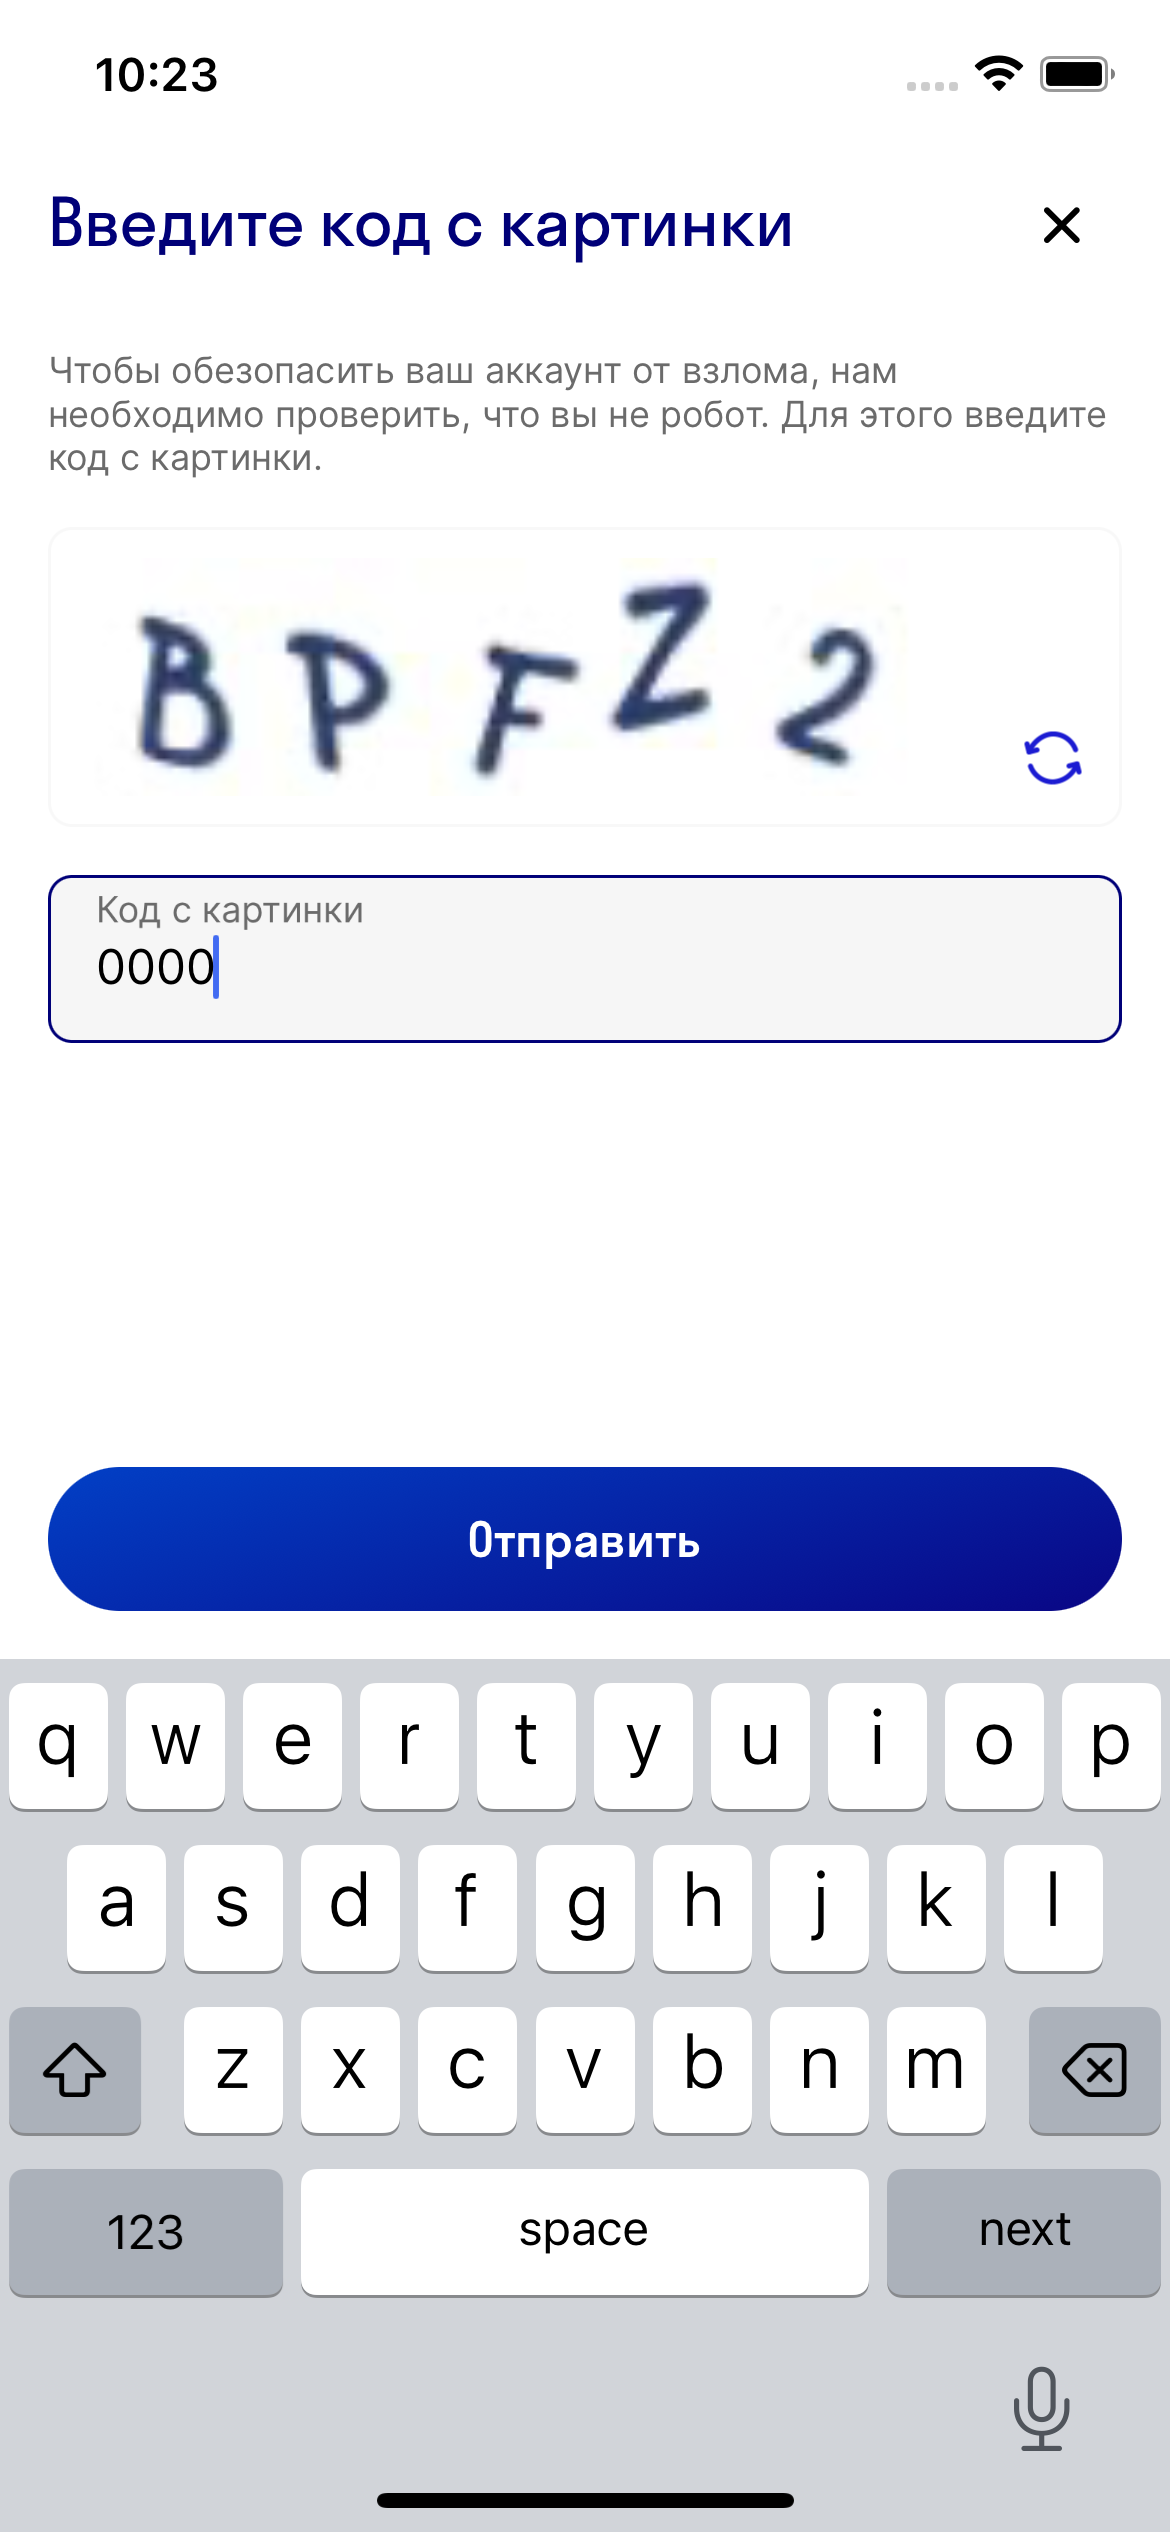 10:23
Введите код с картинки
Чтобы обезопасить ваш аккаунт от взлома, нам
необходимо проверить, что вы не робот. Для этого введите
код с картинки.
B P F Z 2
Код с картинки
0000
Отправить
q w e r t y u i o p
a s d f g h j k l
z x c v b n m
123 space next